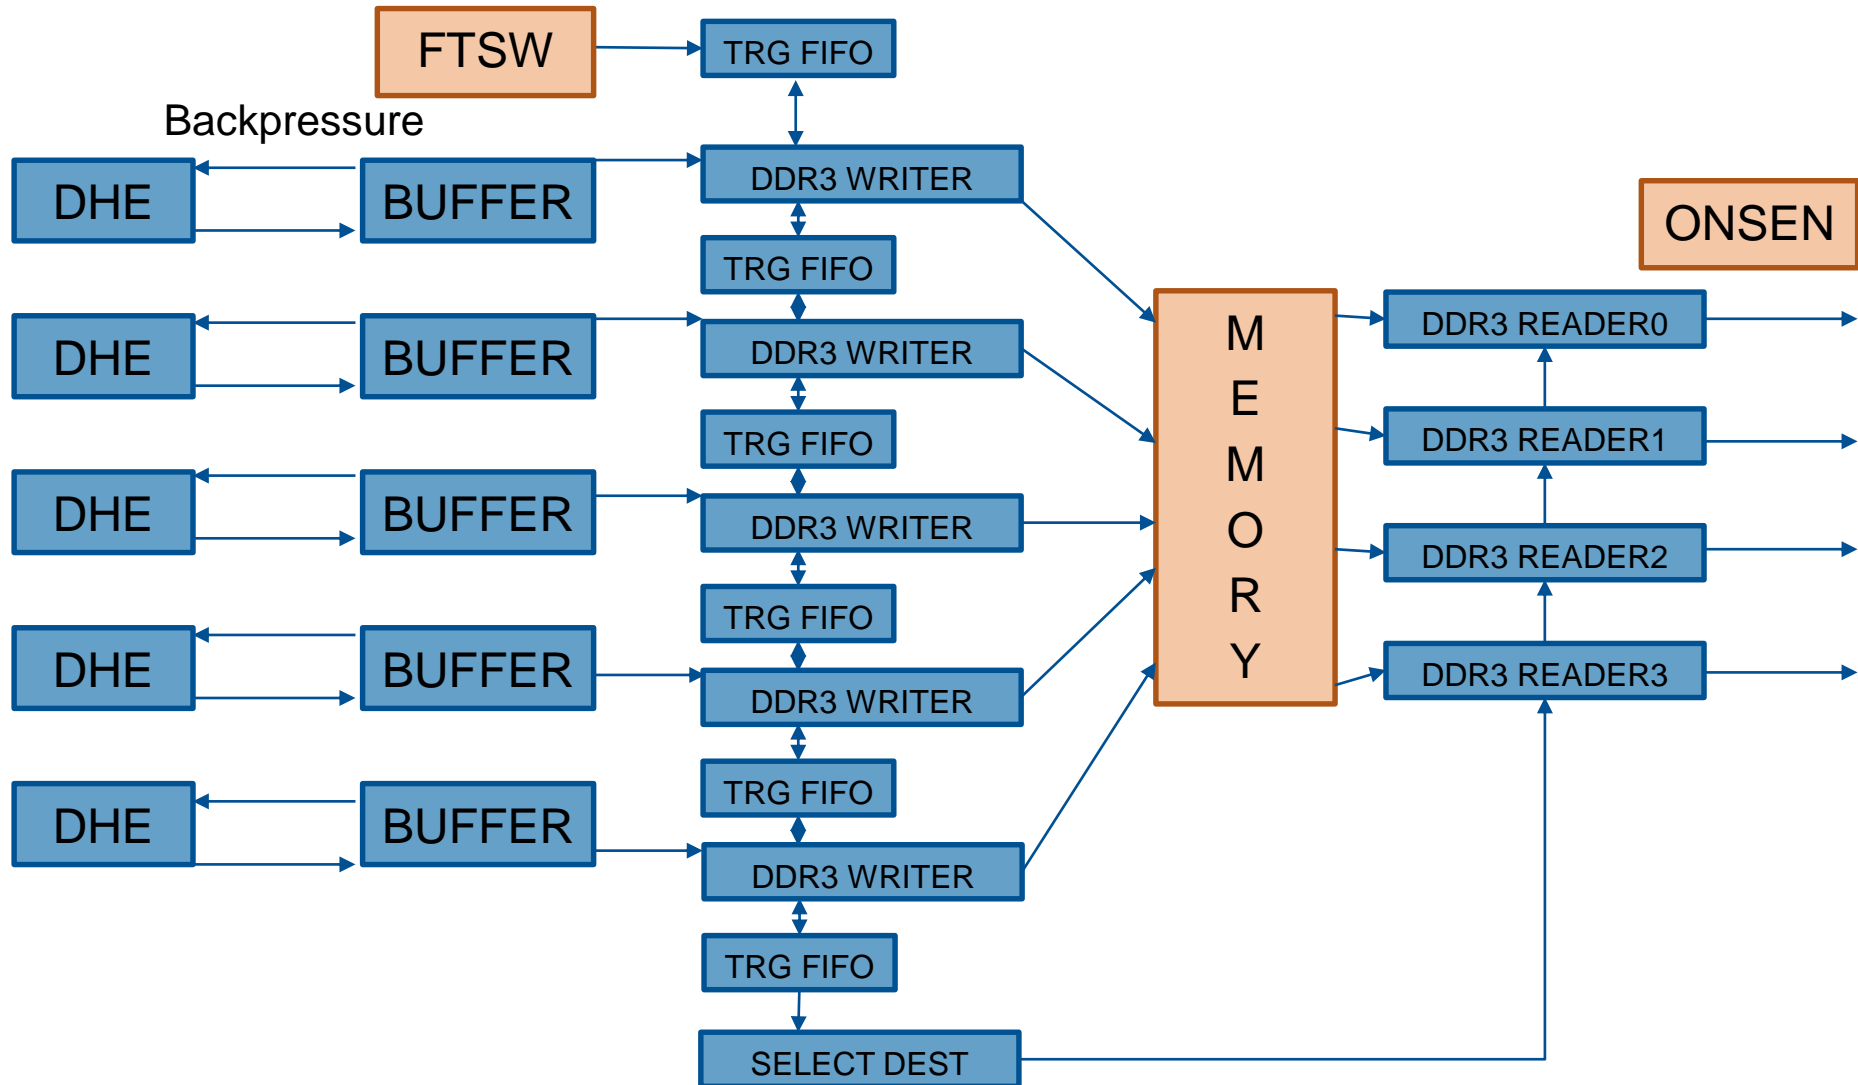 FTSW
TRG FIFO
Backpressure
DHE
BUFFER
DDR3 WRITER
ONSEN
TRG FIFO
DHE
BUFFER
DDR3 WRITER
MEMORY
DDR3 READER0
TRG FIFO
DDR3 READER1
DHE
BUFFER
DDR3 WRITER
DDR3 READER2
TRG FIFO
DHE
BUFFER
DDR3 WRITER
DDR3 READER3
TRG FIFO
DHE
BUFFER
DDR3 WRITER
TRG FIFO
SELECT DEST